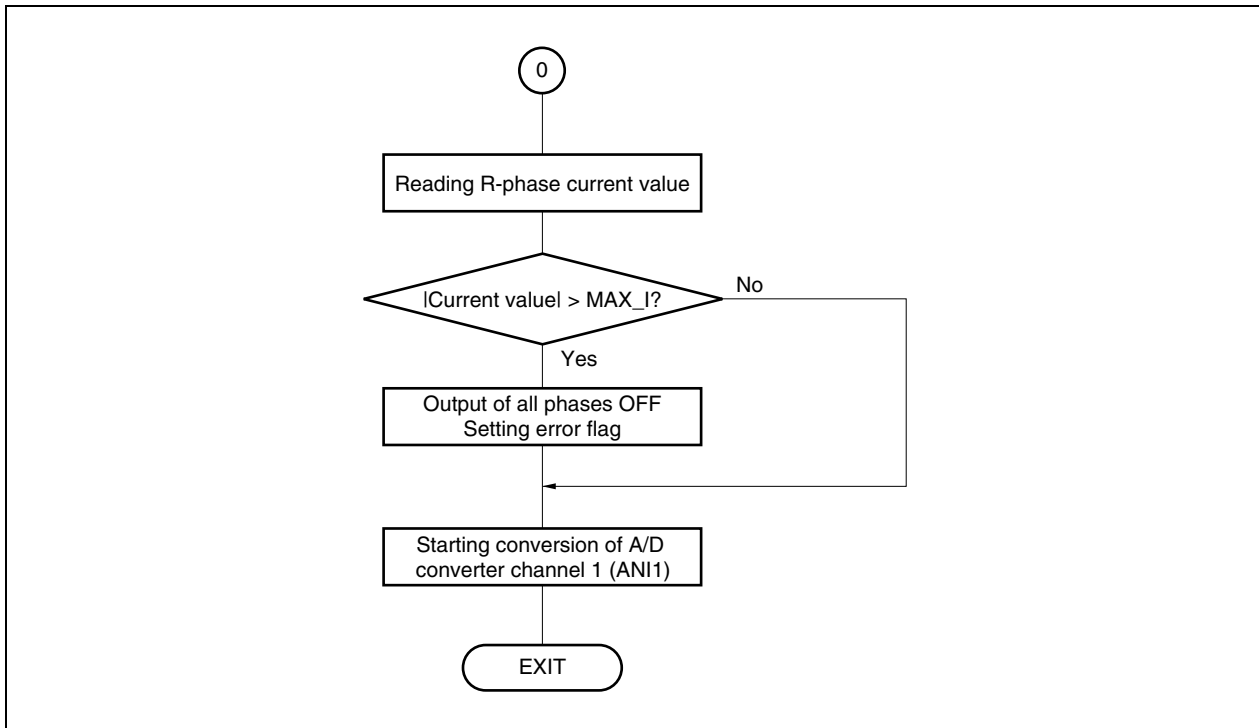 0
Reading R-phase current value
|Current value| > MAX_I?
No
Yes
Output of all phases OFF
Setting error flag
Starting conversion of A/D
converter channel 1 (ANI1)
EXIT